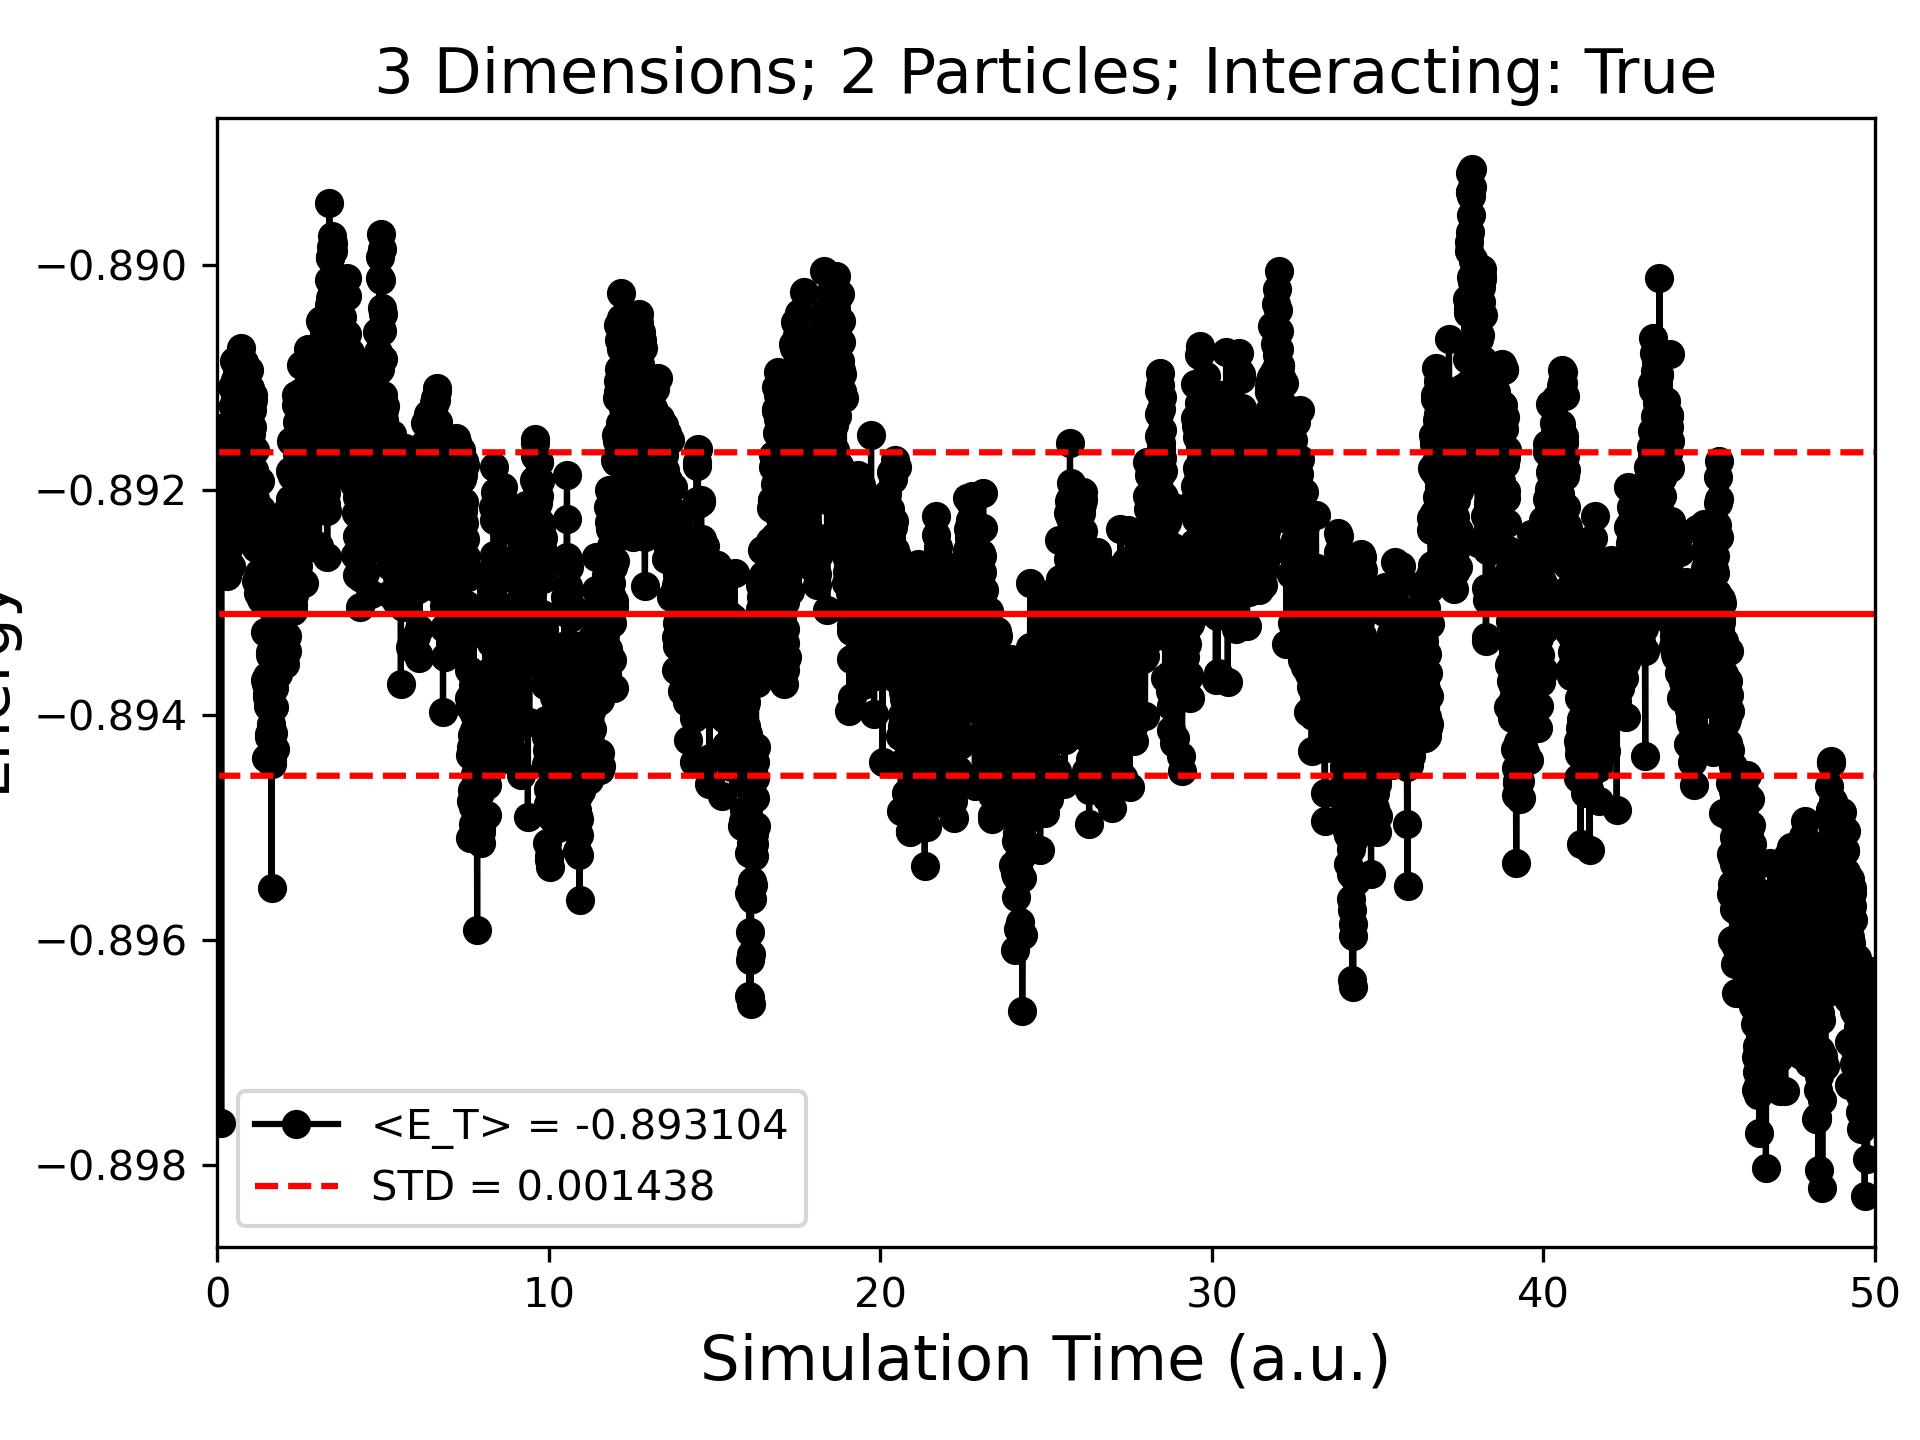 3 Dimensions; 2 Particles; Interacting: True
Energy
−0.890
−0.892
−0.894
−0.896
−0.898
<E_T> = -0.893104
STD = 0.001438
0 10 20 30 40 50
Simulation Time (a.u.)